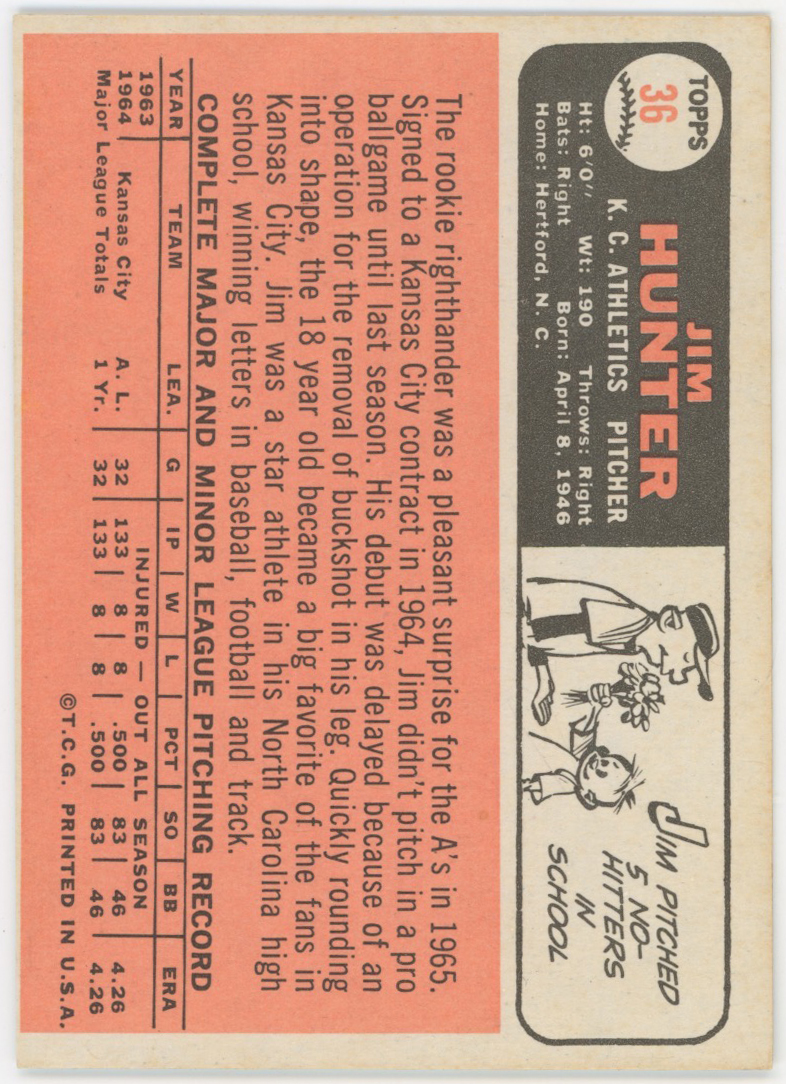 TOPPS
36
JIM
HUNTER
K. C. ATHLETICS PITCHER
Ht: 6'0" Wt: 190 Throws: Right
Bats: Right Born: April 8, 1946
Home: Hertford, N. C.
JIM PITCHED
5 NO-
HITTERS
IN
SCHOOL
The rookie righthander was a pleasant surprise for the A's in 1965.
Signed to a Kansas City contract in 1964, Jim didn't pitch in a pro
ballgame until last season. His debut was delayed because of an
operation for the removal of buckshot in his leg. Quickly rounding
into shape, the 18 year old became a big favorite of the fans in
Kansas City. Jim was a star athlete in his North Carolina high
school, winning letters in baseball, football and track.
COMPLETE MAJOR AND MINOR LEAGUE PITCHING RECORD
YEAR TEAM LEA. G IP W L PCT SO BB ERA
1963 INJURED — OUT ALL SEASON
1964 Kansas City A. L. 32 133 8 8 .500 83 46 4.26
Major League Totals 1 Yr. 32 133 8 8 .500 83 46 4.26
©T.C.G. PRINTED IN U.S.A.